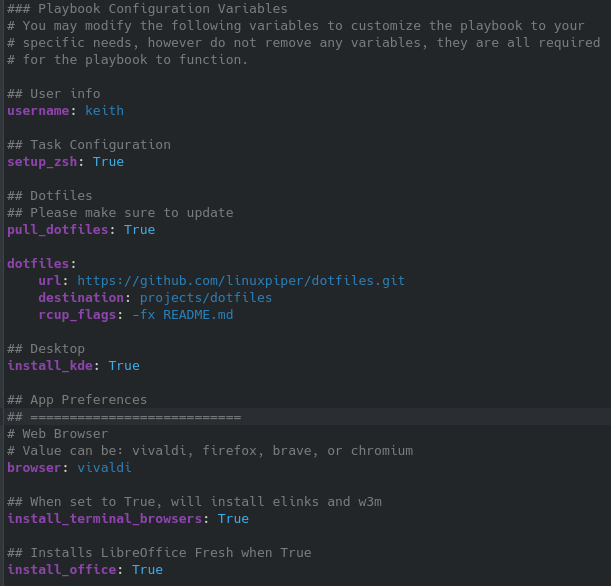 ### Playbook Configuration Variables
# You may modify the following variables to customize the playbook to your
# specific needs, however do not remove any variables, they are all required
# for the playbook to function.

## User info
username: keith

## Task Configuration
setup_zsh: True

## Dotfiles
## Please make sure to update
pull_dotfiles: True

dotfiles:
    url: https://github.com/linuxpiper/dotfiles.git
    destination: projects/dotfiles
    rcup_flags: -fx README.md

## Desktop
install_kde: True

## App Preferences
## ===========================
# Web Browser
# Value can be: vivaldi, firefox, brave, or chromium
browser: vivaldi

## When set to True, will install elinks and w3m
install_terminal_browsers: True

## Installs LibreOffice Fresh when True
install_office: True